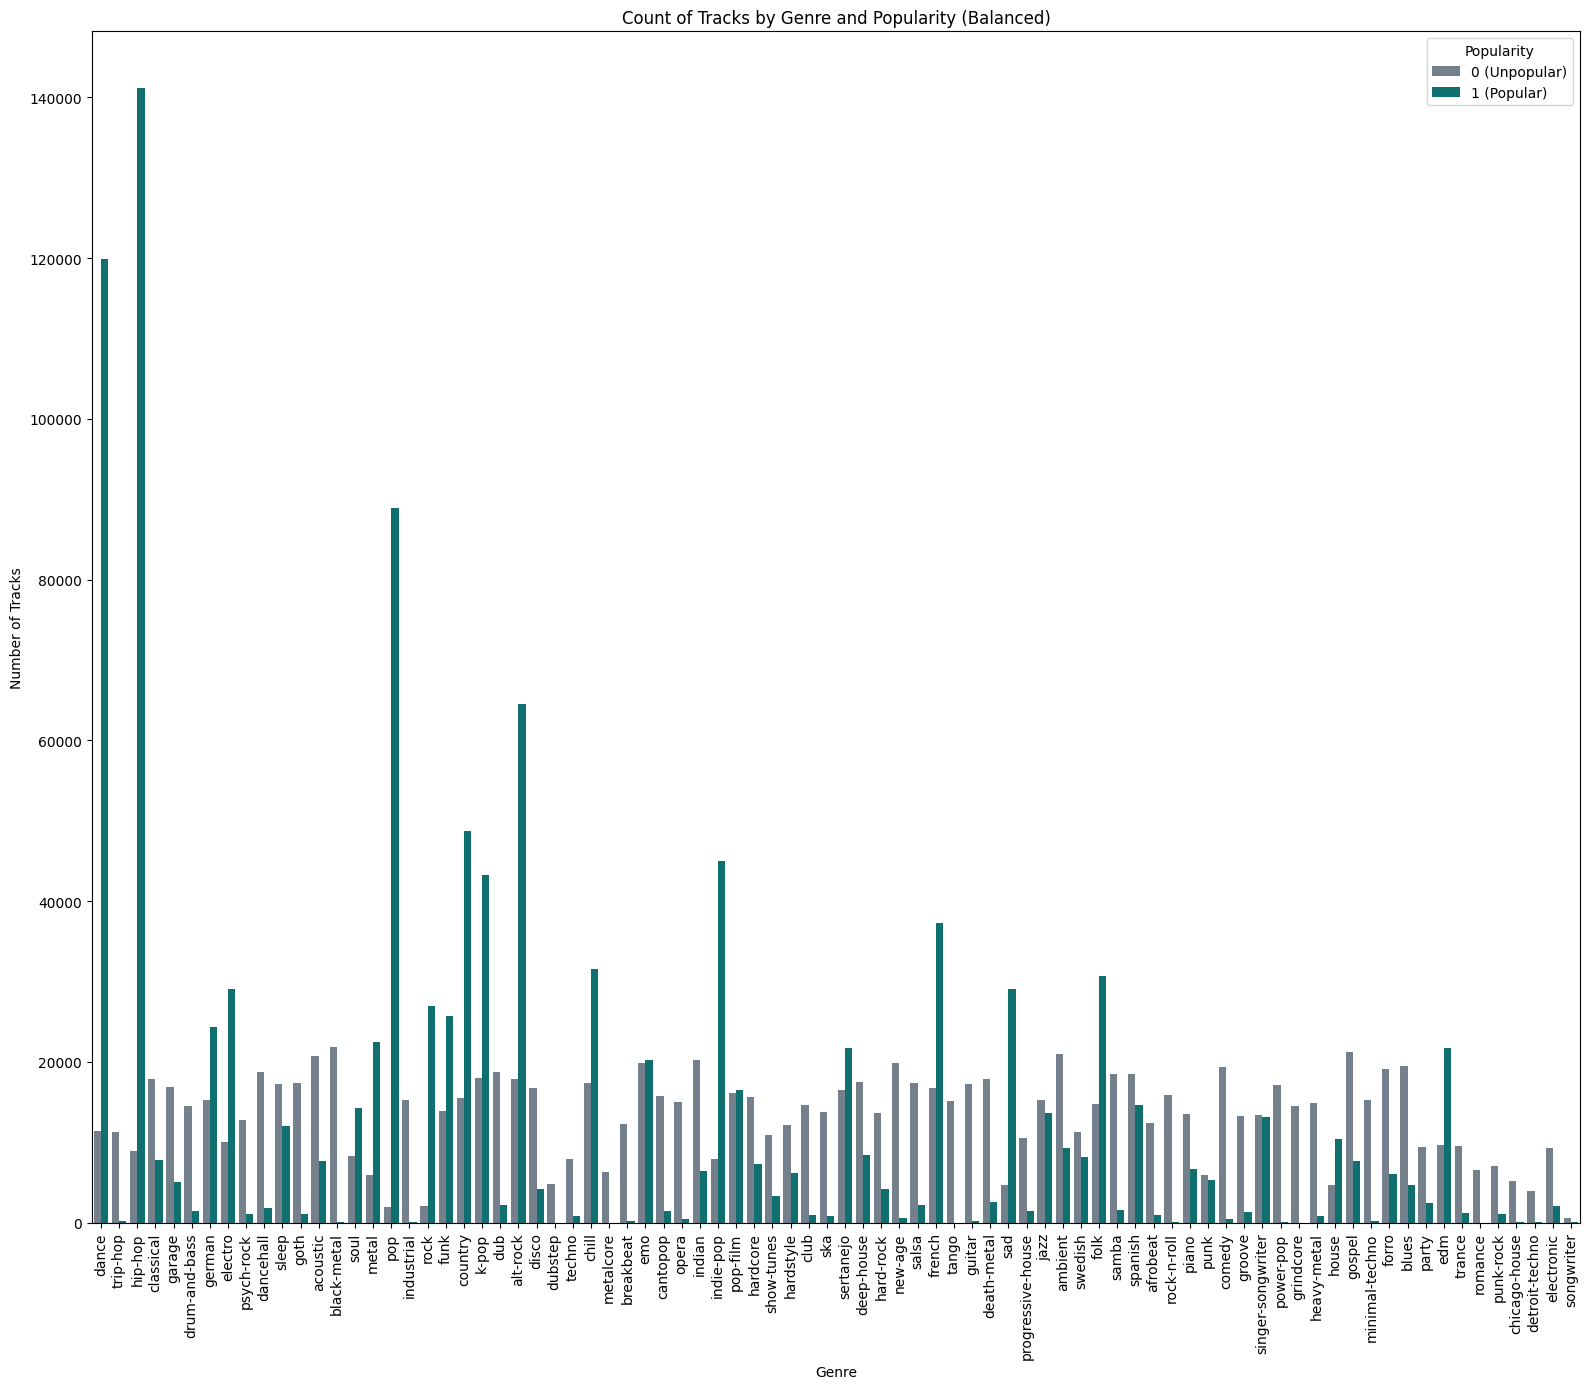 Count of Tracks by Genre and Popularity (Balanced)
Popularity
0 (Unpopular)
1 (Popular)
140000
120000
100000
80000
60000
40000
20000
0
Number of Tracks
dance
trip-hop
hip-hop
classical
garage
drum-and-bass
german
electro
psych-rock
dancehall
sleep
goth
acoustic
black-metal
soul
metal
industrial
pop
rock
funk
country
k-pop
dub
alt-rock
disco
dubstep
techno
chill
metalcore
breakbeat
emo
cantopop
opera
indian
indie-pop
pop-film
hardcore
show-tunes
hardstyle
club
ska
sertanejo
deep-house
hard-rock
new-age
salsa
french
tango
guitar
death-metal
sad
progressive-house
jazz
ambient
swedish
folk
samba
spanish
afrobeat
rock-n-roll
piano
punk
comedy
groove
singer-songwriter
power-pop
grindcore
heavy-metal
house
gospel
minimal-techno
forro
blues
party
edm
trance
romance
punk-rock
chicago-house
detroit-techno
electronic
songwriter
Genre